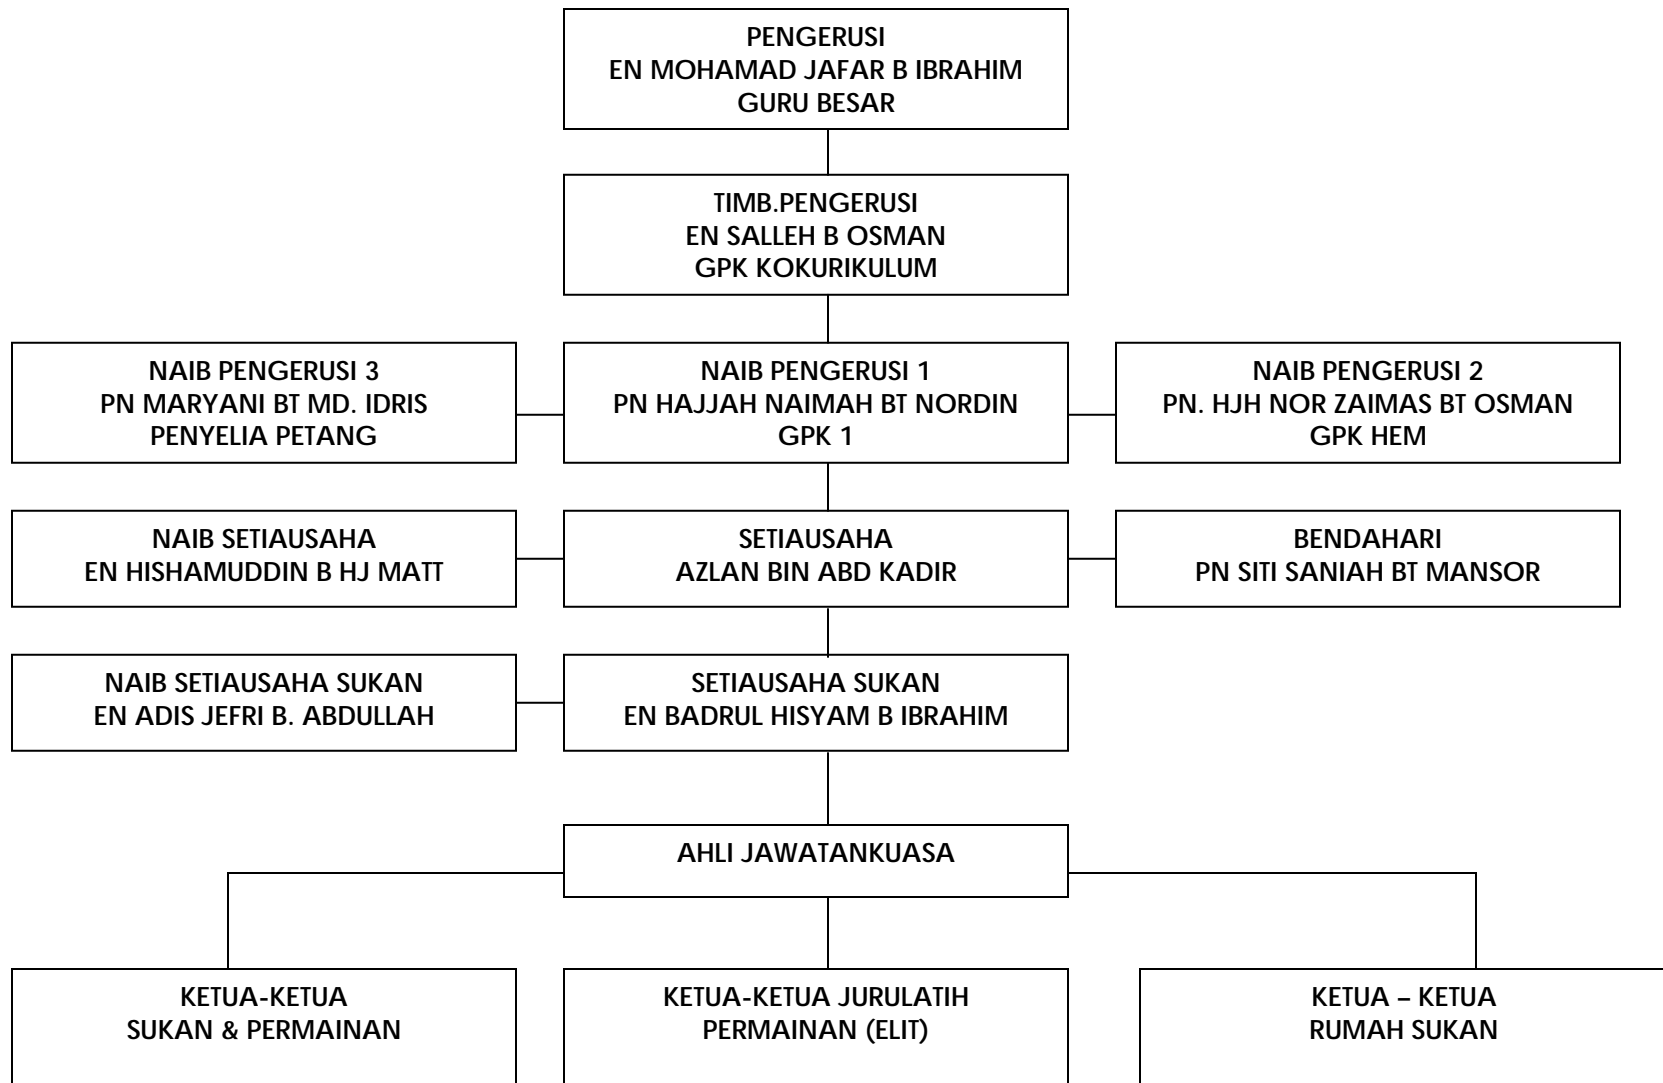 PENGERUSI
EN MOHAMAD JAFAR B IBRAHIM
GURU BESAR
TIMB.PENGERUSI
EN SALLEH B OSMAN
GPK KOKURIKULUM
NAIB PENGERUSI 3
PN MARYANI BT MD. IDRIS
PENYELIA PETANG
NAIB PENGERUSI 1
PN HAJJAH NAIMAH BT NORDIN
GPK 1
NAIB PENGERUSI 2
PN. HJH NOR ZAIMAS BT OSMAN
GPK HEM
NAIB SETIAUSAHA
EN HISHAMUDDIN B HJ MATT
SETIAUSAHA
AZLAN BIN ABD KADIR
BENDAHARI
PN SITI SANIAH BT MANSOR
NAIB SETIAUSAHA SUKAN
EN ADIS JEFRI B. ABDULLAH
SETIAUSAHA SUKAN
EN BADRUL HISYAM B IBRAHIM
AHLI JAWATANKUASA
KETUA-KETUA
SUKAN & PERMAINAN
KETUA-KETUA JURULATIH
PERMAINAN (ELIT)
KETUA – KETUA
RUMAH SUKAN